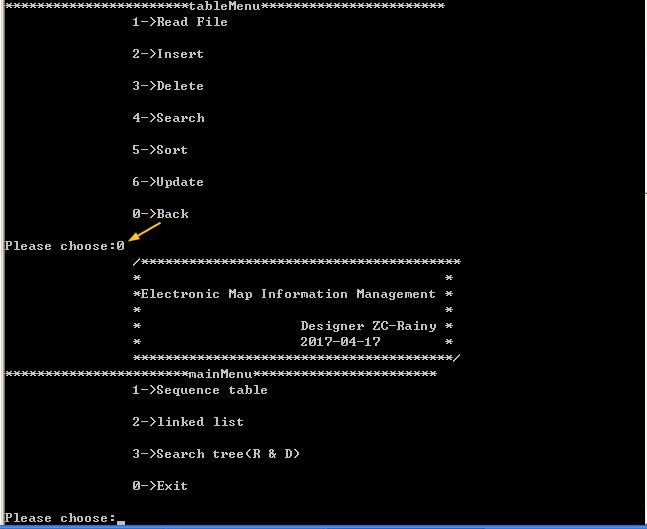 ***********************tableMenu***********************
1->Read File
2->Insert
3->Delete
4->Search
5->Sort
6->Update
0->Back
Please choose:0
/****************************************
*                                      *
*Electronic Map Information Management *
*                                      *
*                    Designer ZC-Rainy *
*                    2017-04-17        *
****************************************/
***********************mainMenu***********************
1->Sequence table
2->linked list
3->Search tree(R & D)
0->Exit
Please choose:_